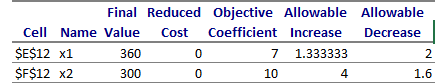 Final Reduced Objective Allowable Allowable
Cell Name Value Cost Coefficient Increase Decrease
$E$12 x1 360 0 7 1.333333 2
$F$12 x2 300 0 10 4 1.6